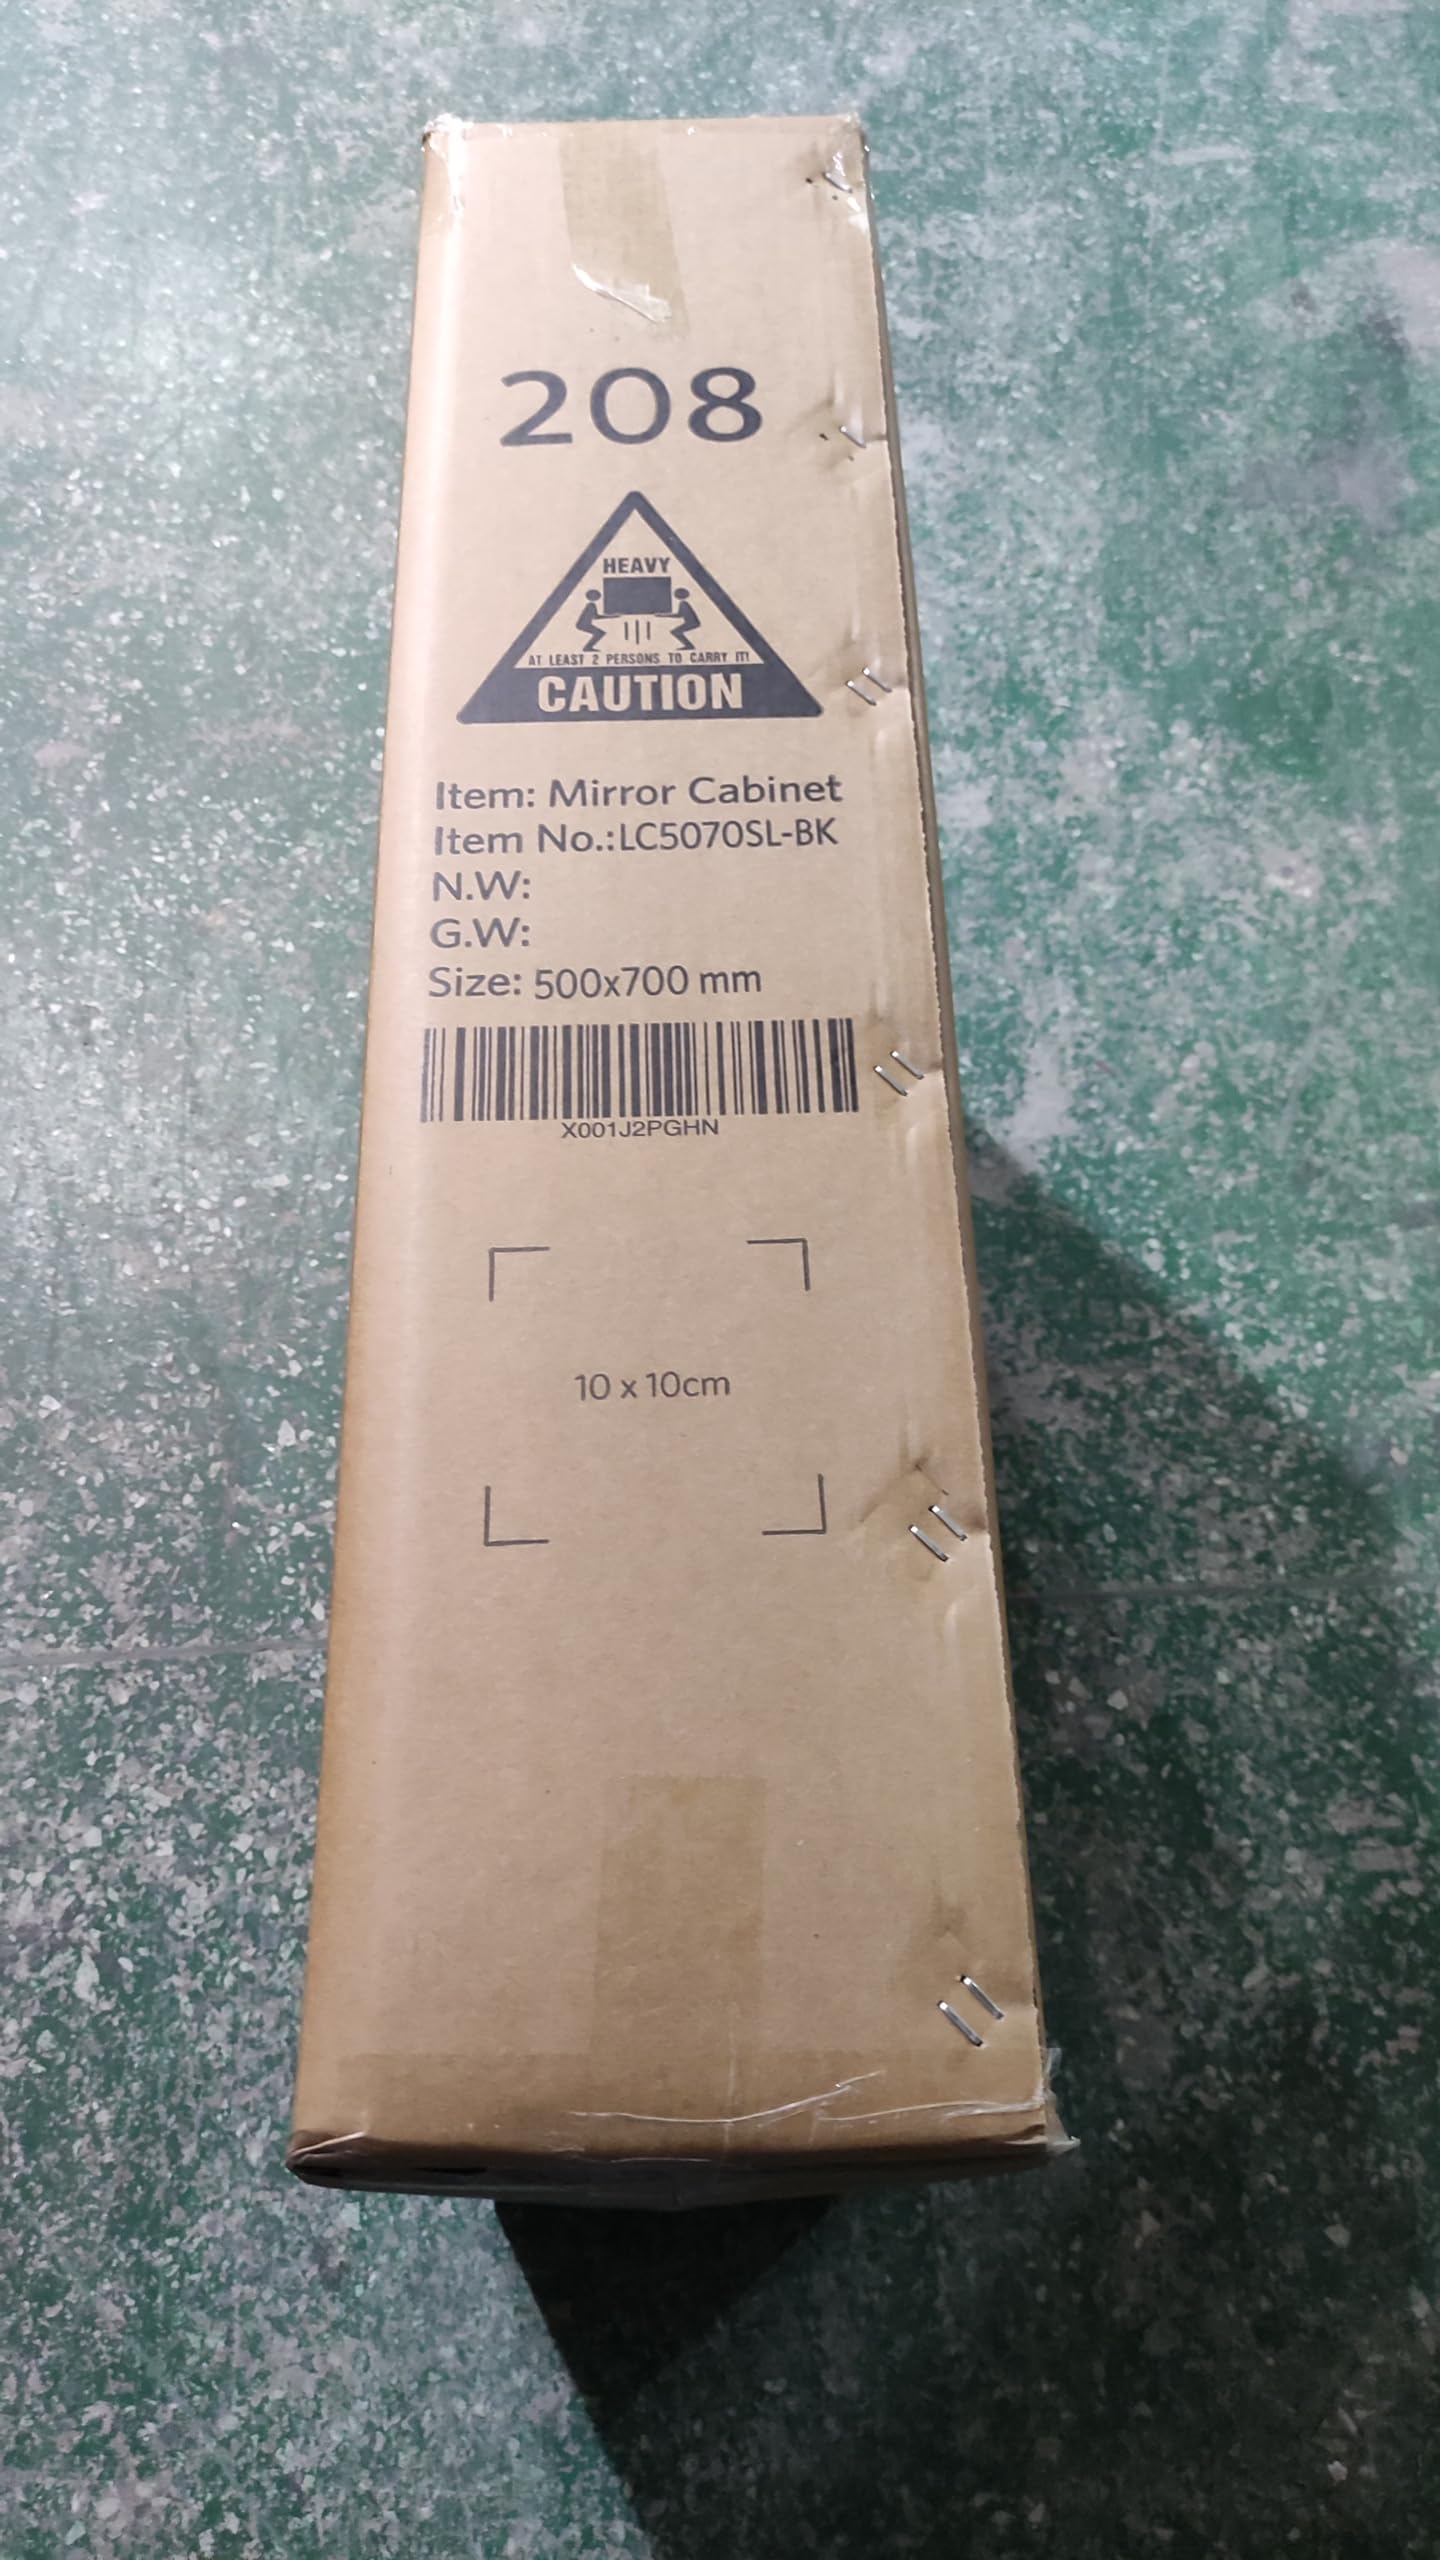 208
HEAVY
AT LEAST 2 PERSONS TO CARRY IT!
CAUTION
Item: Mirror Cabinet
Item No.:LC5070SL-BK
N.W:
G.W:
Size: 500x700 mm
X001J2PGHN
10 x 10cm